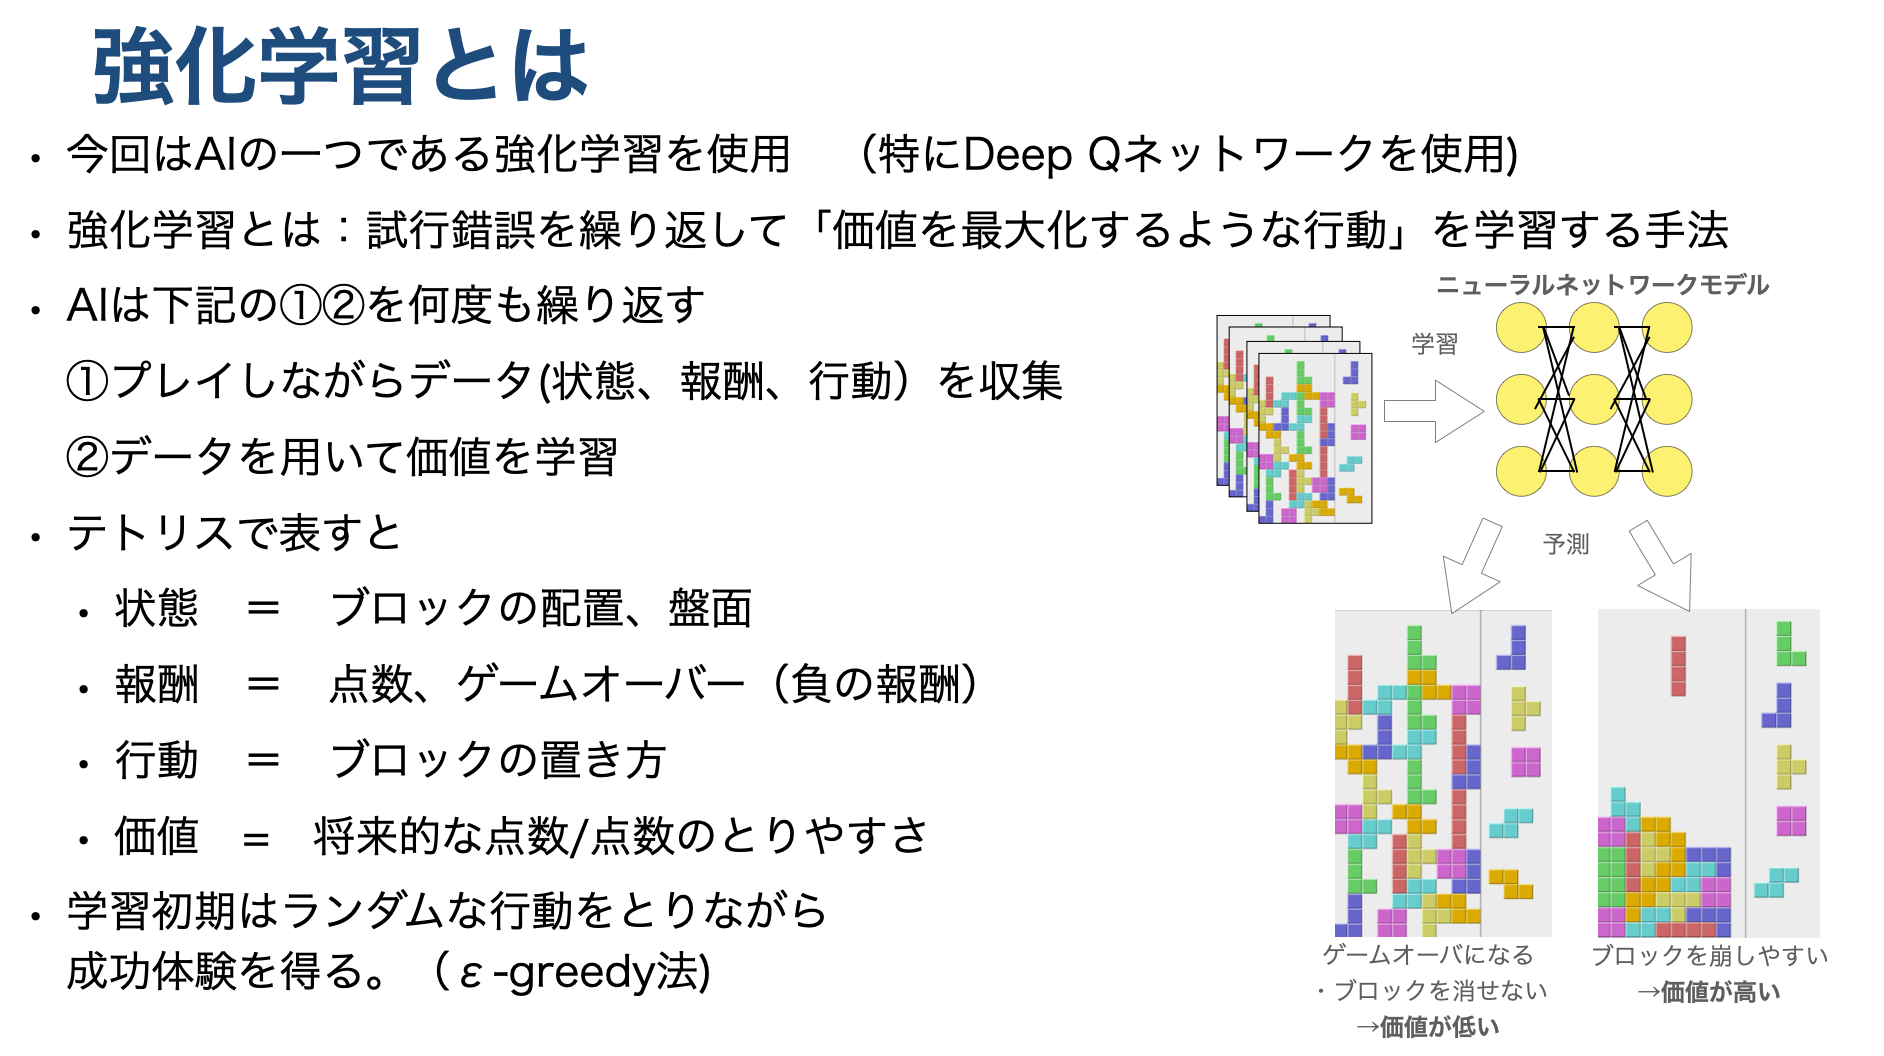 強化学習とは
・今回はAIの一つである強化学習を使用　（特にDeep Qネットワークを使用)
・強化学習とは：試行錯誤を繰り返して「価値を最大化するような行動」を学習する手法
・AIは下記の①②を何度も繰り返す
①プレイしながらデータ(状態、報酬、行動）を収集
②データを用いて価値を学習
・テトリスで表すと
・状態　＝　ブロックの配置、盤面
・報酬　＝　点数、ゲームオーバー（負の報酬）
・行動　＝　ブロックの置き方
・価値　=　将来的な点数/点数のとりやすさ
・学習初期はランダムな行動をとりながら
成功体験を得る。（ε-greedy法)
ニューラルネットワークモデル
学習
予測
ゲームオーバになる
・ブロックを消せない
→価値が低い
ブロックを崩しやすい
→価値が高い